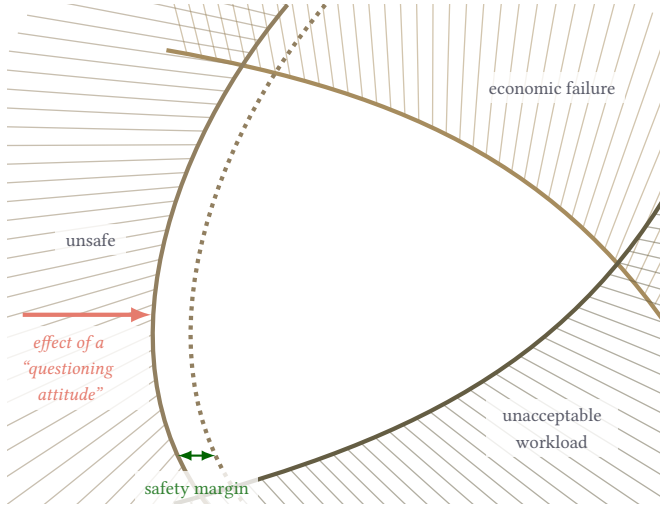 economic failure
unsafe
effect of a
“questioning
attitude”
unacceptable
workload
safety margin